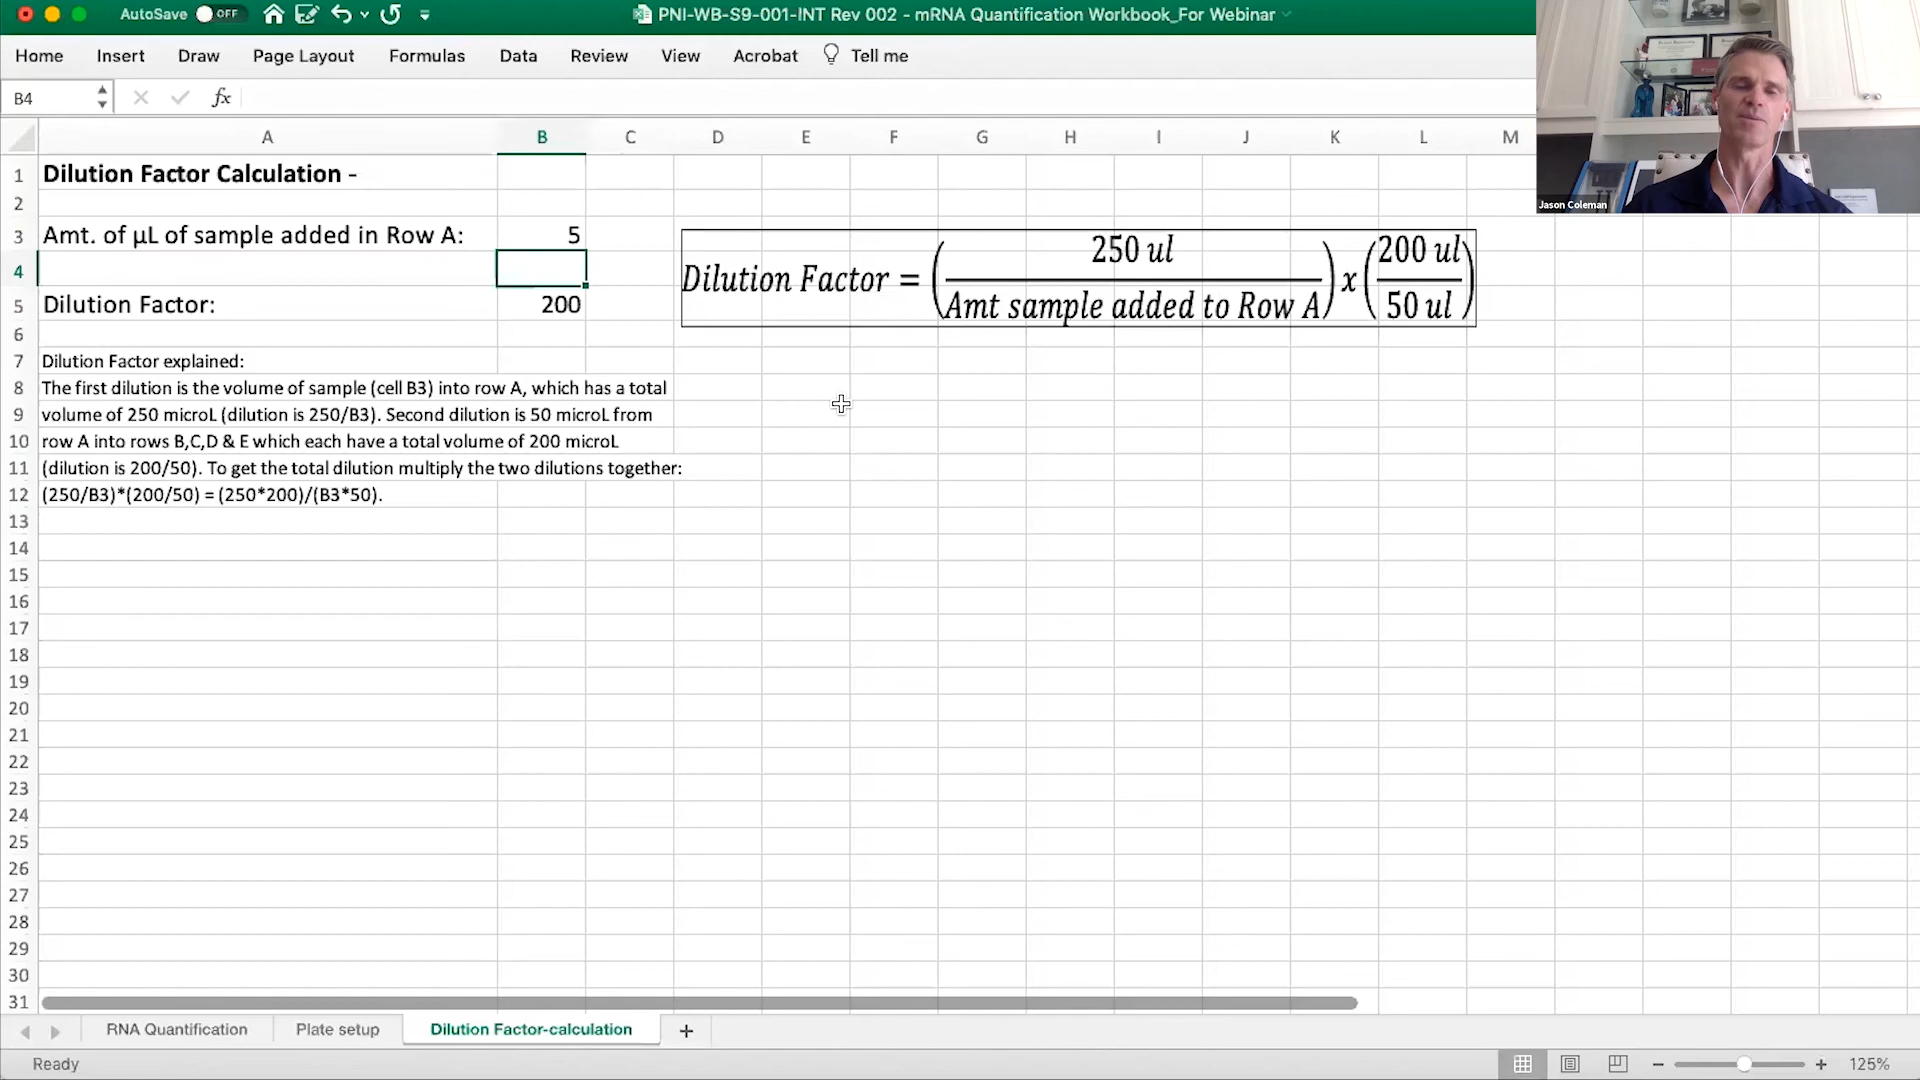 AutoSave OFF
PNI-WB-S9-001-INT Rev 002 - mRNA Quantification Workbook_For Webinar
Home Insert Draw Page Layout Formulas Data Review View Acrobat Tell me
B4 fx
A B C D E F G H I J K L M
Jason Coleman
1 Dilution Factor Calculation -
2
3 Amt. of µL of sample added in Row A: 5
4
5 Dilution Factor: 200
Dilution Factor = (250 ul / Amt sample added to Row A) x (200 ul / 50 ul)
6
7 Dilution Factor explained:
8 The first dilution is the volume of sample (cell B3) into row A, which has a total
9 volume of 250 microL (dilution is 250/B3). Second dilution is 50 microL from
10 row A into rows B,C,D & E which each have a total volume of 200 microL
11 (dilution is 200/50). To get the total dilution multiply the two dilutions together:
12 (250/B3)*(200/50) = (250*200)/(B3*50).
13
14
15
16
17
18
19
20
21
22
23
24
25
26
27
28
29
30
31
RNA Quantification Plate setup Dilution Factor-calculation +
Ready 125%